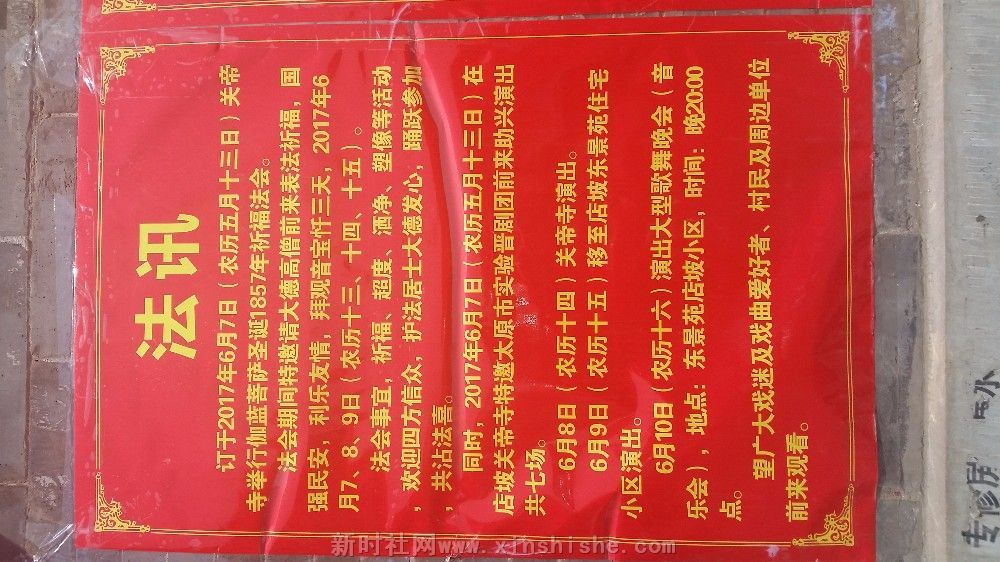 法讯
订于2017年6月7日（农历五月十三日）关帝
寺举行伽蓝菩萨圣诞1857年祈福法会。
法会期间特邀请大德高僧前来表法祈福，国
强民安，利乐友情，拜观音宝忏三天，2017年6
月7、8、9日（农历十三、十四、十五）。
法会事宜，祈福、超度、洒净、塑像等活动
，欢迎四方信众，护法居士大德发心，踊跃参加
，共沾法喜。
同时，2017年6月7日（农历五月十三日）在
店坡关帝寺特邀太原市实验晋剧团前来助兴演出
共七场。
6月8日（农历十四）关帝寺演出。
6月9日（农历十五）移至店坡东景苑住宅
小区演出。
6月10日（农历十六）演出大型歌舞晚会（音
乐会），地点：东景苑店坡小区，时间：晚20:00
点。
望广大戏迷及戏曲爱好者、村民及周边单位
前来观看。
专修房
新时社网www.xinshishe.com